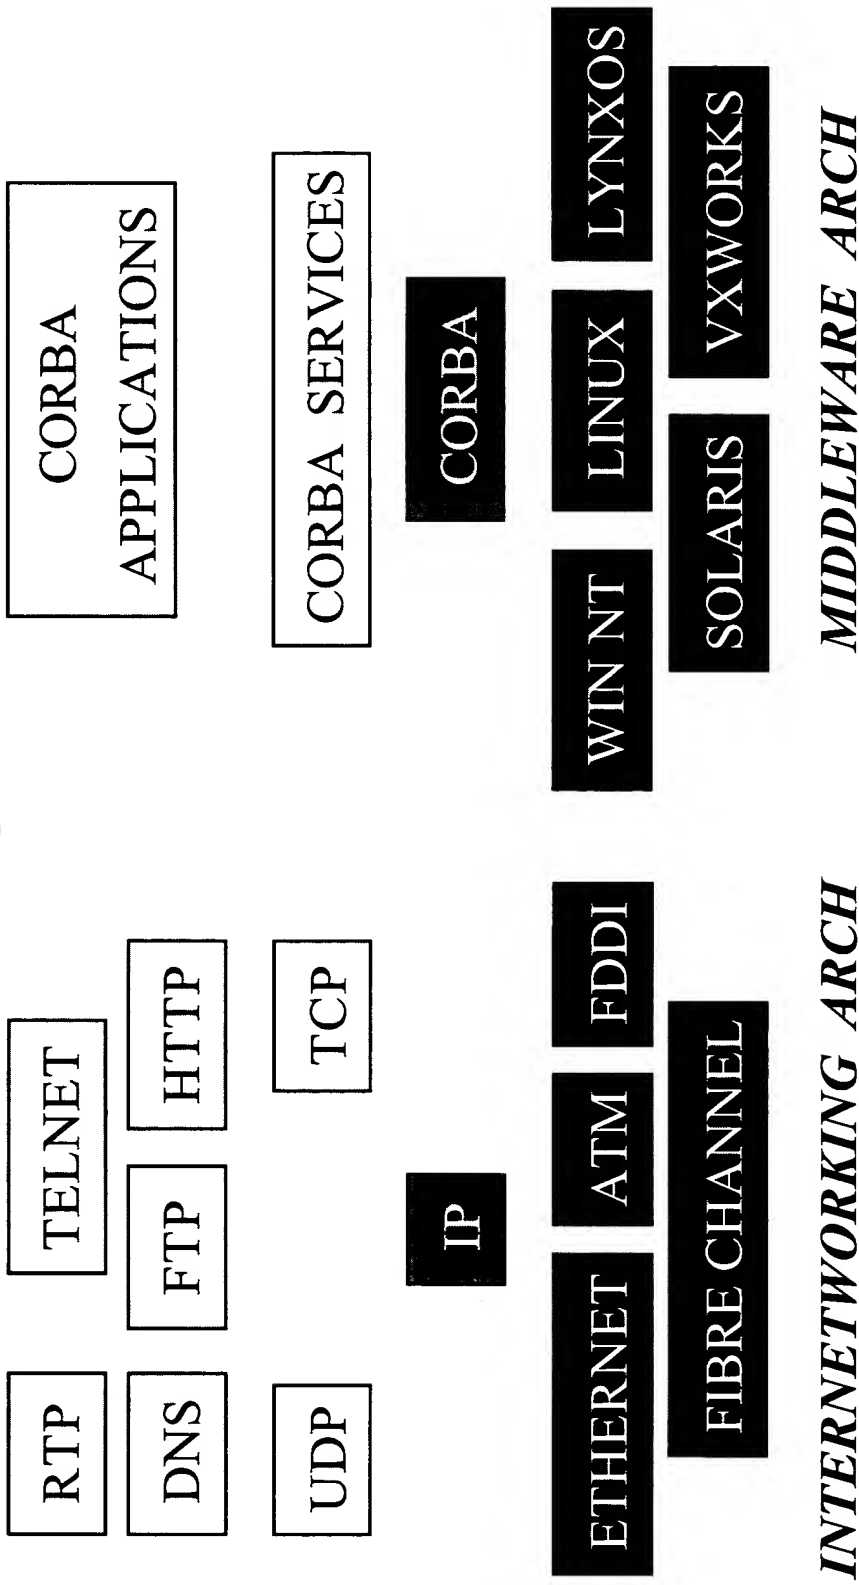 RTP
TELNET
DNS
FTP
HTTP
UDP
TCP
IP
ETHERNET
ATM
FDDI
FIBRE CHANNEL
INTERNETWORKING ARCH
CORBA
APPLICATIONS
CORBA SERVICES
CORBA
WIN NT
LINUX
LYNXOS
SOLARIS
VXWORKS
MIDDLEWARE ARCH